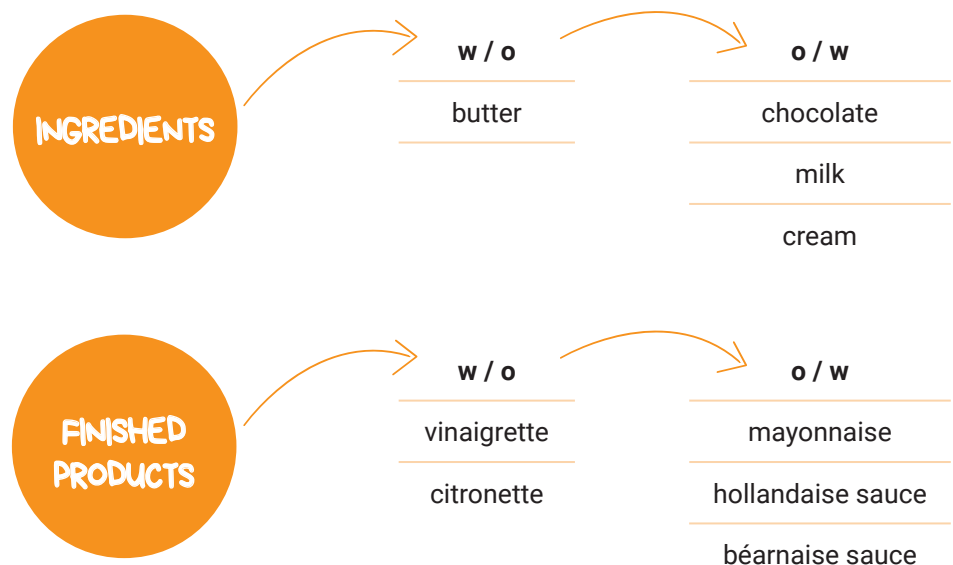 INGREDIENTS
w / o
butter
o / w
chocolate
milk
cream
FINISHED
PRODUCTS
w / o
vinaigrette
citronette
o / w
mayonnaise
hollandaise sauce
béarnaise sauce